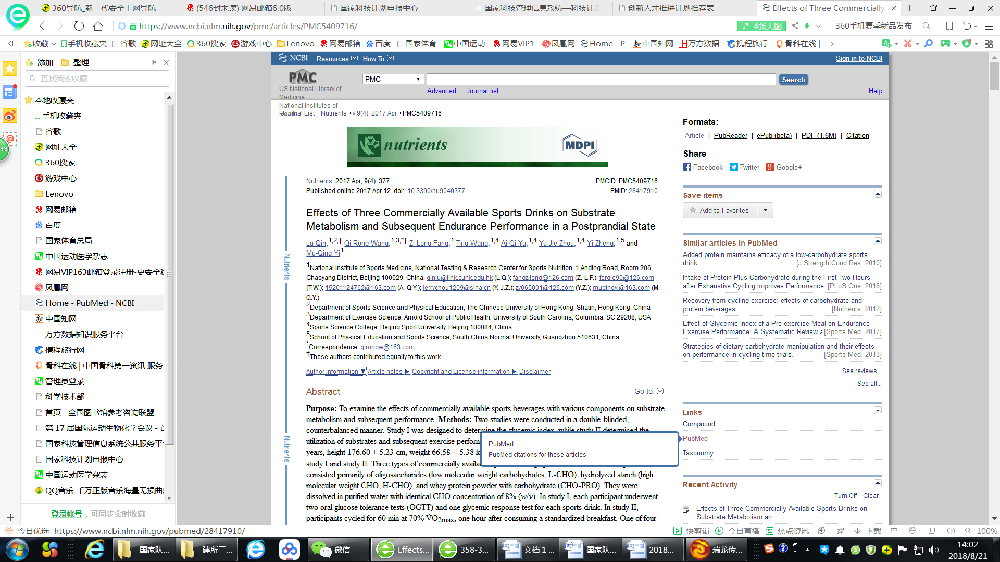 360导航_新一代安全上网导航
(546封未读) 网易邮箱6.0版
国家科技计划申报中心
国家科技管理信息系统—科技计
创新人才推进计划推荐表
Effects of Three Commercially
https://www.ncbi.nlm.nih.gov/pmc/articles/PMC5409716/
4张大图
360手机夏季新品发布
收藏
手机收藏夹
谷歌
网址大全
360搜索
游戏中心
Lenovo
网易邮箱
百度
国家体育
中国运动
网易VIP1
凤凰网
Home - P
中国知网
万方数据
携程旅行
骨科在线 |
添加
整理
查找我的收藏
本地收藏夹
手机收藏夹
谷歌
网址大全
360搜索
游戏中心
Lenovo
网易邮箱
百度
国家体育总局
中国运动医学杂志
网易VIP163邮箱登录注册-更安全稳
凤凰网
Home - PubMed - NCBI
中国知网
万方数据知识服务平台
携程旅行网
骨科在线 | 中国骨科第一资讯 服务
管理员登录
科学技术部
首页 - 全国图书馆参考咨询联盟
第 17 届国际运动生物化学会议 - 首
国家科技管理信息系统公共服务平台
国家科技计划申报中心
中国运动医学杂志
QQ音乐-千万正版音乐海量无损曲库
登录帐号，可同步实时收藏
43
NCBI
Resources
How To
Sign in to NCBI
PMC
US National Library of
Medicine
National Institutes of
Health
PMC
Search
Advanced
Journal list
Help
Journal List > Nutrients > v.9(4); 2017 Apr > PMC5409716
nutrients
MDPI
Nutrients
Nutrients
Nutrients. 2017 Apr; 9(4): 377.
PMCID: PMC5409716
Published online 2017 Apr 12. doi: 10.3390/nu9040377
PMID: 28417910
Effects of Three Commercially Available Sports Drinks on Substrate
Metabolism and Subsequent Endurance Performance in a Postprandial State
Lu Qin,1,2,† Qi-Rong Wang,1,3,*† Zi-Long Fang,1 Ting Wang,1,4 Ai-Qi Yu,1,4 Yu-Jie Zhou,1,4 Yi Zheng,1,5 and
Mu-Qing Yi1
1National Institute of Sports Medicine, National Testing & Research Center for Sports Nutrition, 1 Anding Road, Room 206,
Chaoyang District, Beijing 100029, China; qinlu@link.cuhk.edu.hk (L.Q.); fangzilong@126.com (Z.-L.F.); fergie90@126.com
(T.W.); 15201124762@163.com (A.-Q.Y.); jerrychou1209@sina.cn (Y.-J.Z.); zy065001@126.com (Y.Z.); muqingyi@163.com (M.-
Q.Y.)
2Department of Sports Science and Physical Education, The Chinese University of Hong Kong, Shatin, Hong Kong, China
3Department of Exercise Science, Arnold School of Public Health, University of South Carolina, Columbia, SC 29208, USA
4Sports Science College, Beijing Sport University, Beijing 100084, China
5School of Physical Education and Sports Science, South China Normal University, Guangzhou 510631, China
*Correspondence: qirongw@163.com
†These authors contributed equally to this work.
Author information ▼ Article notes ► Copyright and License information ► Disclaimer
Abstract
Go to:
Purpose: To examine the effects of commercially available sports beverages with various components on substrate
metabolism and subsequent performance. Methods: Two studies were conducted in a double-blinded,
counterbalanced manner. Study I was designed to determine the glycemic index, while study II determined the
utilization of substrates and subsequent exercise perform
years, height 176.60 ± 5.23 cm, weight 66.58 ± 5.38 k
study I and study II. Three types of commercially availab
consisted primarily of oligosaccharides (low molecular weight carbohydrates, L-CHO), hydrolyzed starch (high
molecular weight CHO, H-CHO), and whey protein powder with carbohydrate (CHO-PRO). They were
dissolved in purified water with identical CHO concentration of 8% (w/v). In study I, each participant underwent
two oral glucose tolerance tests (OGTT) and one glycemic response test for each sports drink. In study II,
participants cycled for 60 min at 70% V̇O2max, one hour after consuming a standardized breakfast. One of four
PubMed
PubMed citations for these articles
Formats:
Article | PubReader | ePub (beta) | PDF (1.6M) | Citation
Share
Facebook
Twitter
Google+
Save items
Add to Favorites
Similar articles in PubMed
Added protein maintains efficacy of a low-carbohydrate sports
drink. [J Strength Cond Res. 2010]
Intake of Protein Plus Carbohydrate during the First Two Hours
after Exhaustive Cycling Improves Performance [PLoS One. 2016]
Recovery from cycling exercise: effects of carbohydrate and
protein beverages. [Nutrients. 2012]
Effect of Glycemic Index of a Pre-exercise Meal on Endurance
Exercise Performance: A Systematic Review a [Sports Med. 2017]
Strategies of dietary carbohydrate manipulation and their effects
on performance in cycling time trials. [Sports Med. 2013]
See reviews...
See all...
Links
Compound
PubMed
Taxonomy
Recent Activity
Turn Off
Clear
Effects of Three Commercially Available Sports Drinks on
Substrate Metabolism an...
今日优选
https://www.ncbi.nlm.nih.gov/pubmed/28417910/
快剪辑
今日直播
热点资讯
下载
100%
国家队...
建所三...
微信
Effects...
358-3...
文档 1 ...
国家队...
2018...
瑞龙传...
14:02
2018/8/21